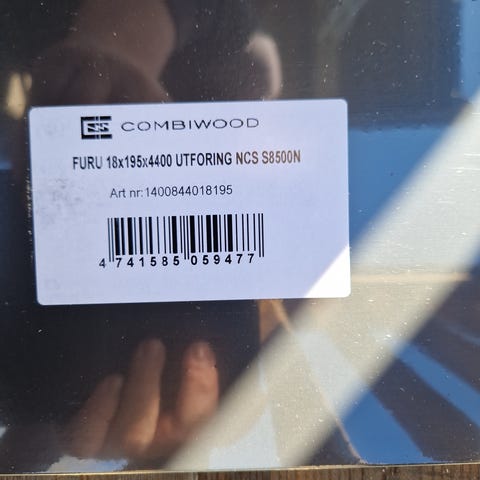 COMBIWOOD
FURU 18x195x4400 UTFORING NCS S8500N
Art nr:1400844018195
4 741585 059477